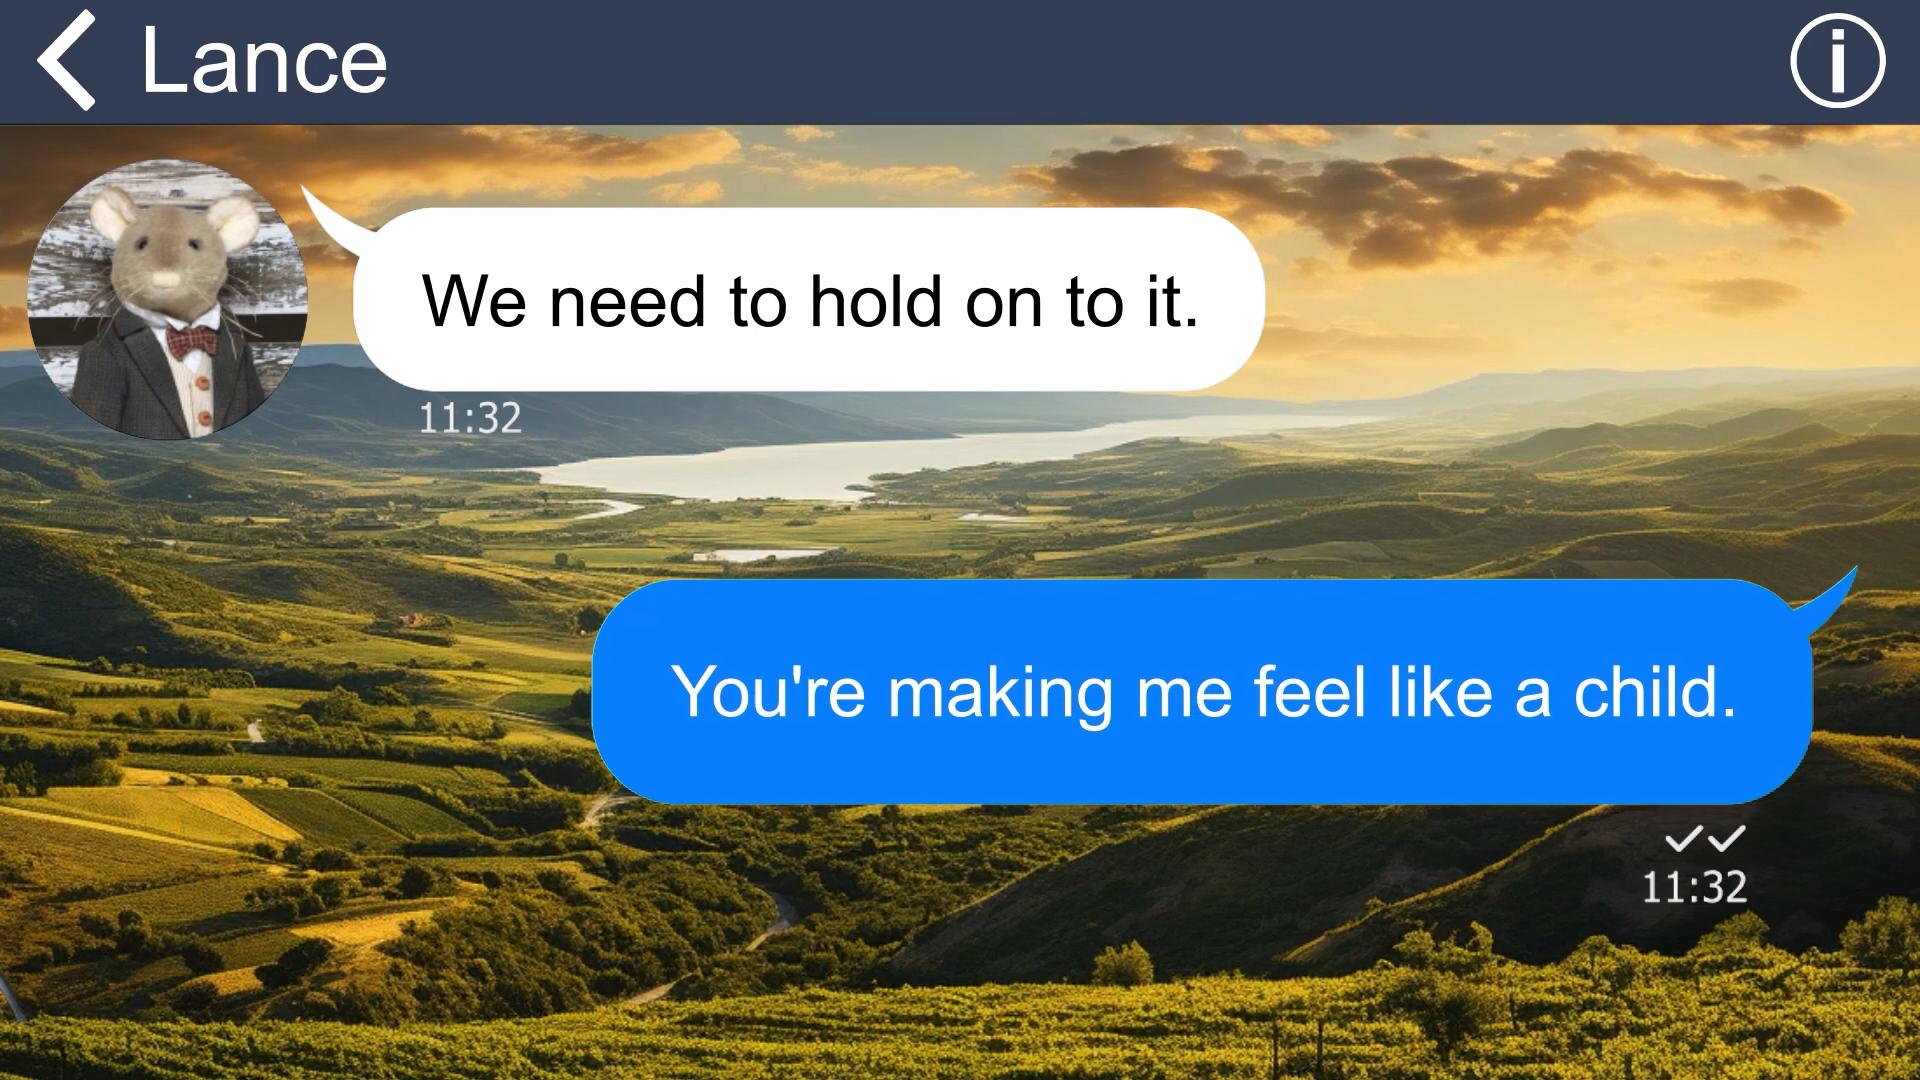 Lance
We need to hold on to it.
11:32
You're making me feel like a child.
11:32